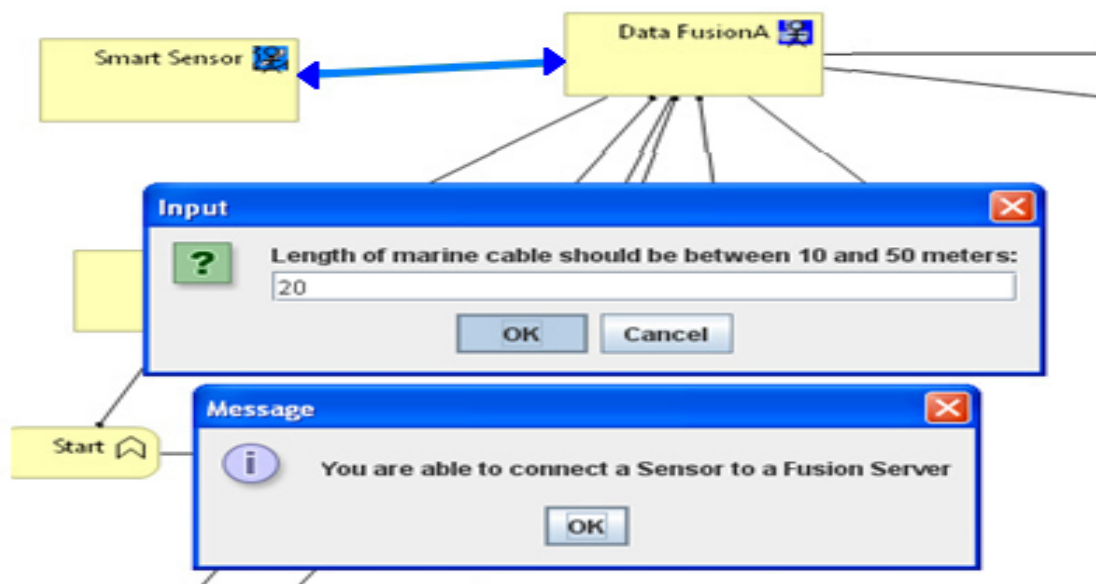 Smart Sensor
Data FusionA
Input
?
Length of marine cable should be between 10 and 50 meters:
20
OK Cancel
Message
Start
i
You are able to connect a Sensor to a Fusion Server
OK